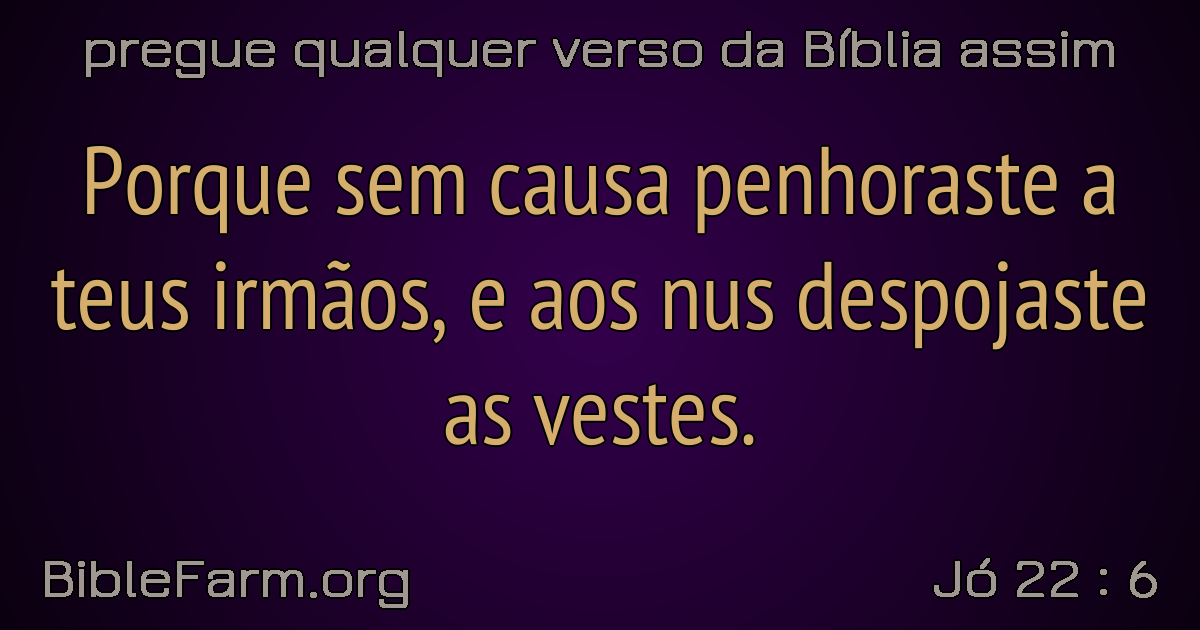 pregue qualquer verso da Bíblia assim
Porque sem causa penhoraste a
teus irmãos, e aos nus despojaste
as vestes.
BibleFarm.org
Jó 22 : 6